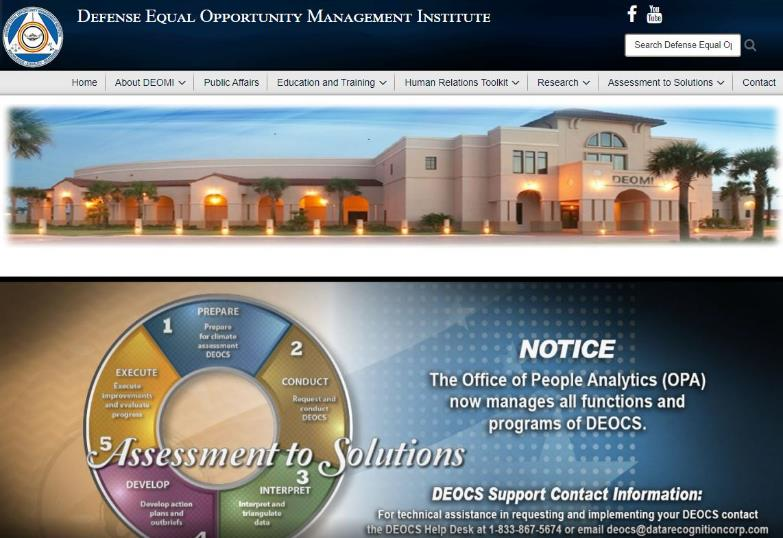 DEFENSE EQUAL OPPORTUNITY MANAGEMENT INSTITUTE
You
Tube
Search Defense Equal Op
Home
About DEOMI
Public Affairs
Education and Training
Human Relations Toolkit
Research
Assessment to Solutions
Contact
DEOMI
1
PREPARE
Prepare
for climate
assessment
DEOCS
2
CONDUCT
Request and
conduct
DEOCS
EXECUTE
Execute
improvements
and evaluate
progress
5
Assessment to Solutions
3
INTERPRET
Interpret and
triangulate
data
DEVELOP
Develop action
plans and
outbriefs
4
NOTICE
The Office of People Analytics (OPA)
now manages all functions and
programs of DEOCS.
DEOCS Support Contact Information:
For technical assistance in requesting and implementing your DEOCS contact
the DEOCS Help Desk at 1-833-867-5674 or email deocs@datarecognitioncorp.com